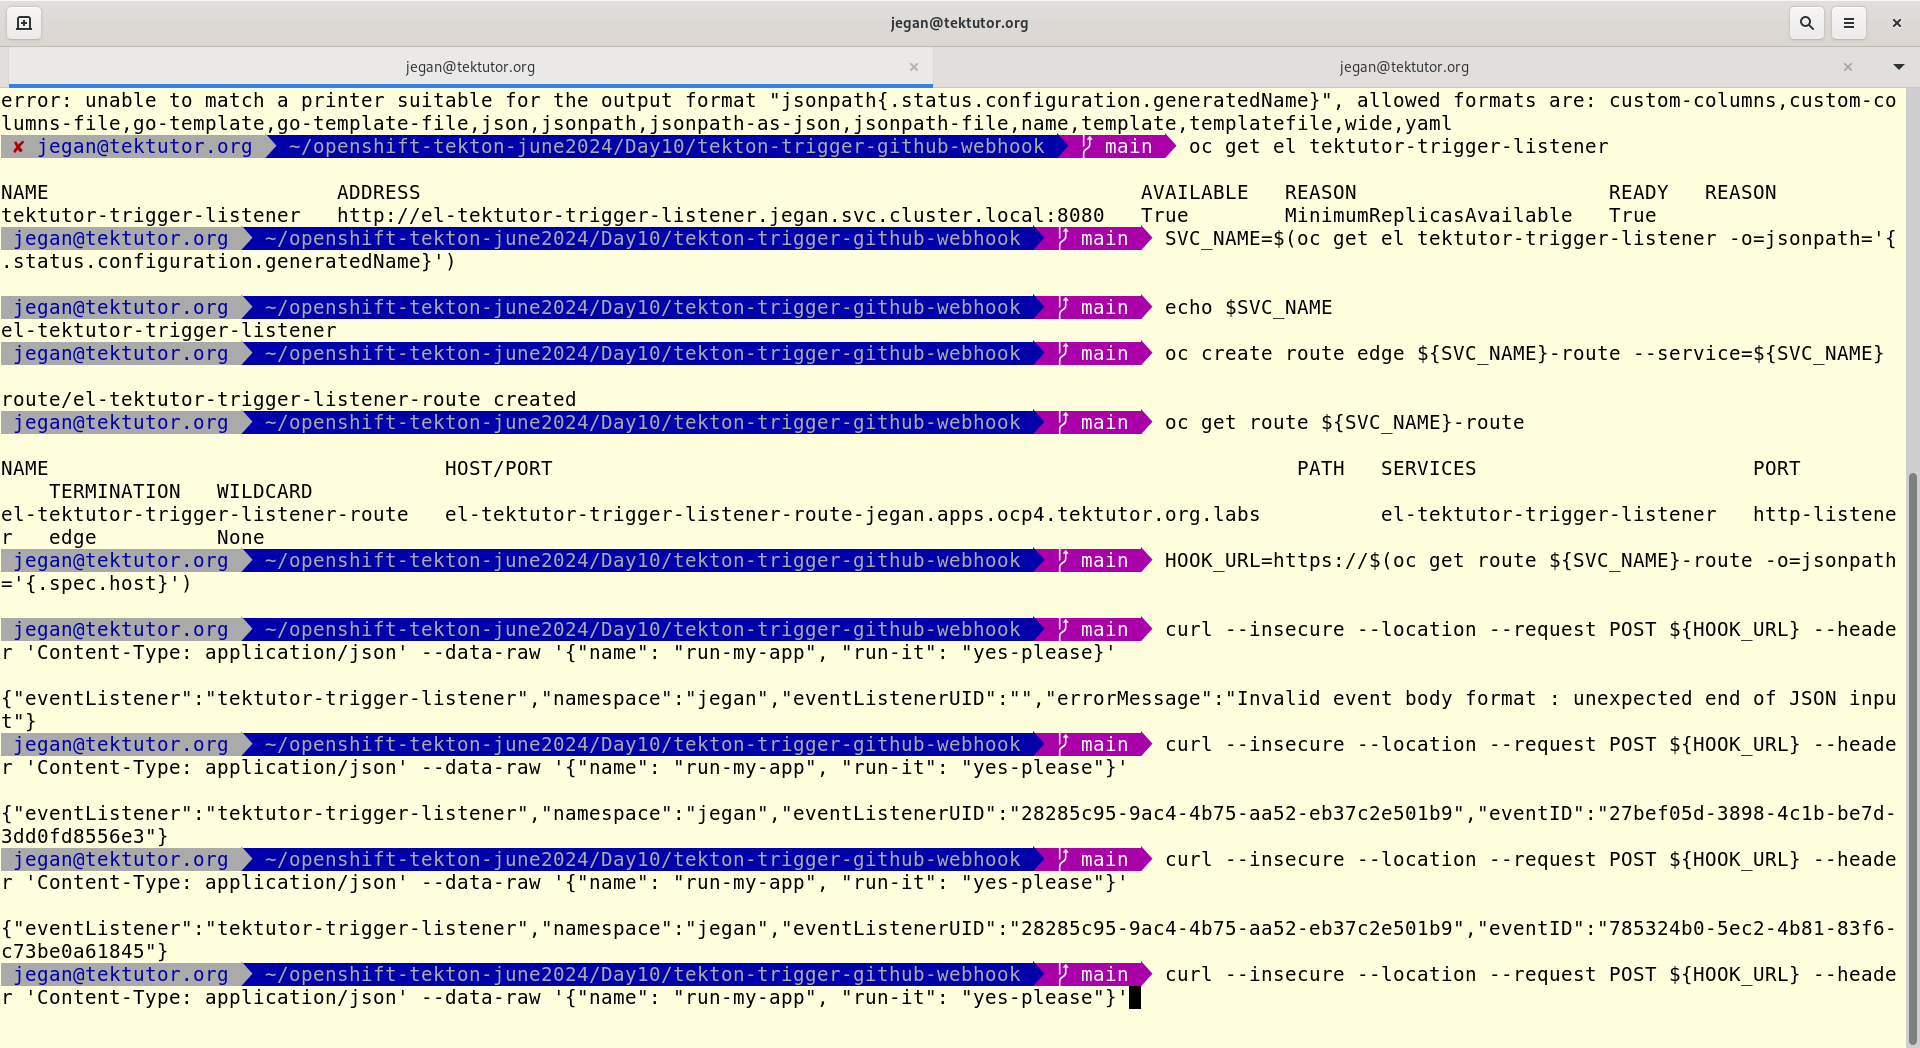 jegan@tektutor.org
jegan@tektutor.org
jegan@tektutor.org
error: unable to match a printer suitable for the output format "jsonpath{.status.configuration.generatedName}", allowed formats are: custom-columns,custom-co
lumns-file,go-template,go-template-file,json,jsonpath,jsonpath-as-json,jsonpath-file,name,template,templatefile,wide,yaml
✘ jegan@tektutor.org ~/openshift-tekton-june2024/Day10/tekton-trigger-github-webhook main oc get el tektutor-trigger-listener
NAME ADDRESS AVAILABLE REASON READY REASON
tektutor-trigger-listener http://el-tektutor-trigger-listener.jegan.svc.cluster.local:8080 True MinimumReplicasAvailable True
jegan@tektutor.org ~/openshift-tekton-june2024/Day10/tekton-trigger-github-webhook main SVC_NAME=$(oc get el tektutor-trigger-listener -o=jsonpath='{
.status.configuration.generatedName}')
jegan@tektutor.org ~/openshift-tekton-june2024/Day10/tekton-trigger-github-webhook main echo $SVC_NAME
el-tektutor-trigger-listener
jegan@tektutor.org ~/openshift-tekton-june2024/Day10/tekton-trigger-github-webhook main oc create route edge ${SVC_NAME}-route --service=${SVC_NAME}
route/el-tektutor-trigger-listener-route created
jegan@tektutor.org ~/openshift-tekton-june2024/Day10/tekton-trigger-github-webhook main oc get route ${SVC_NAME}-route
NAME HOST/PORT PATH SERVICES PORT
TERMINATION WILDCARD
el-tektutor-trigger-listener-route el-tektutor-trigger-listener-route-jegan.apps.ocp4.tektutor.org.labs el-tektutor-trigger-listener http-listene
r edge None
jegan@tektutor.org ~/openshift-tekton-june2024/Day10/tekton-trigger-github-webhook main HOOK_URL=https://$(oc get route ${SVC_NAME}-route -o=jsonpath
='{.spec.host}')
jegan@tektutor.org ~/openshift-tekton-june2024/Day10/tekton-trigger-github-webhook main curl --insecure --location --request POST ${HOOK_URL} --heade
r 'Content-Type: application/json' --data-raw '{"name": "run-my-app", "run-it": "yes-please}'
{"eventListener":"tektutor-trigger-listener","namespace":"jegan","eventListenerUID":"","errorMessage":"Invalid event body format : unexpected end of JSON inpu
t"}
jegan@tektutor.org ~/openshift-tekton-june2024/Day10/tekton-trigger-github-webhook main curl --insecure --location --request POST ${HOOK_URL} --heade
r 'Content-Type: application/json' --data-raw '{"name": "run-my-app", "run-it": "yes-please"}'
{"eventListener":"tektutor-trigger-listener","namespace":"jegan","eventListenerUID":"28285c95-9ac4-4b75-aa52-eb37c2e501b9","eventID":"27bef05d-3898-4c1b-be7d-
3dd0fd8556e3"}
jegan@tektutor.org ~/openshift-tekton-june2024/Day10/tekton-trigger-github-webhook main curl --insecure --location --request POST ${HOOK_URL} --heade
r 'Content-Type: application/json' --data-raw '{"name": "run-my-app", "run-it": "yes-please"}'
{"eventListener":"tektutor-trigger-listener","namespace":"jegan","eventListenerUID":"28285c95-9ac4-4b75-aa52-eb37c2e501b9","eventID":"785324b0-5ec2-4b81-83f6-
c73be0a61845"}
jegan@tektutor.org ~/openshift-tekton-june2024/Day10/tekton-trigger-github-webhook main curl --insecure --location --request POST ${HOOK_URL} --heade
r 'Content-Type: application/json' --data-raw '{"name": "run-my-app", "run-it": "yes-please"}'